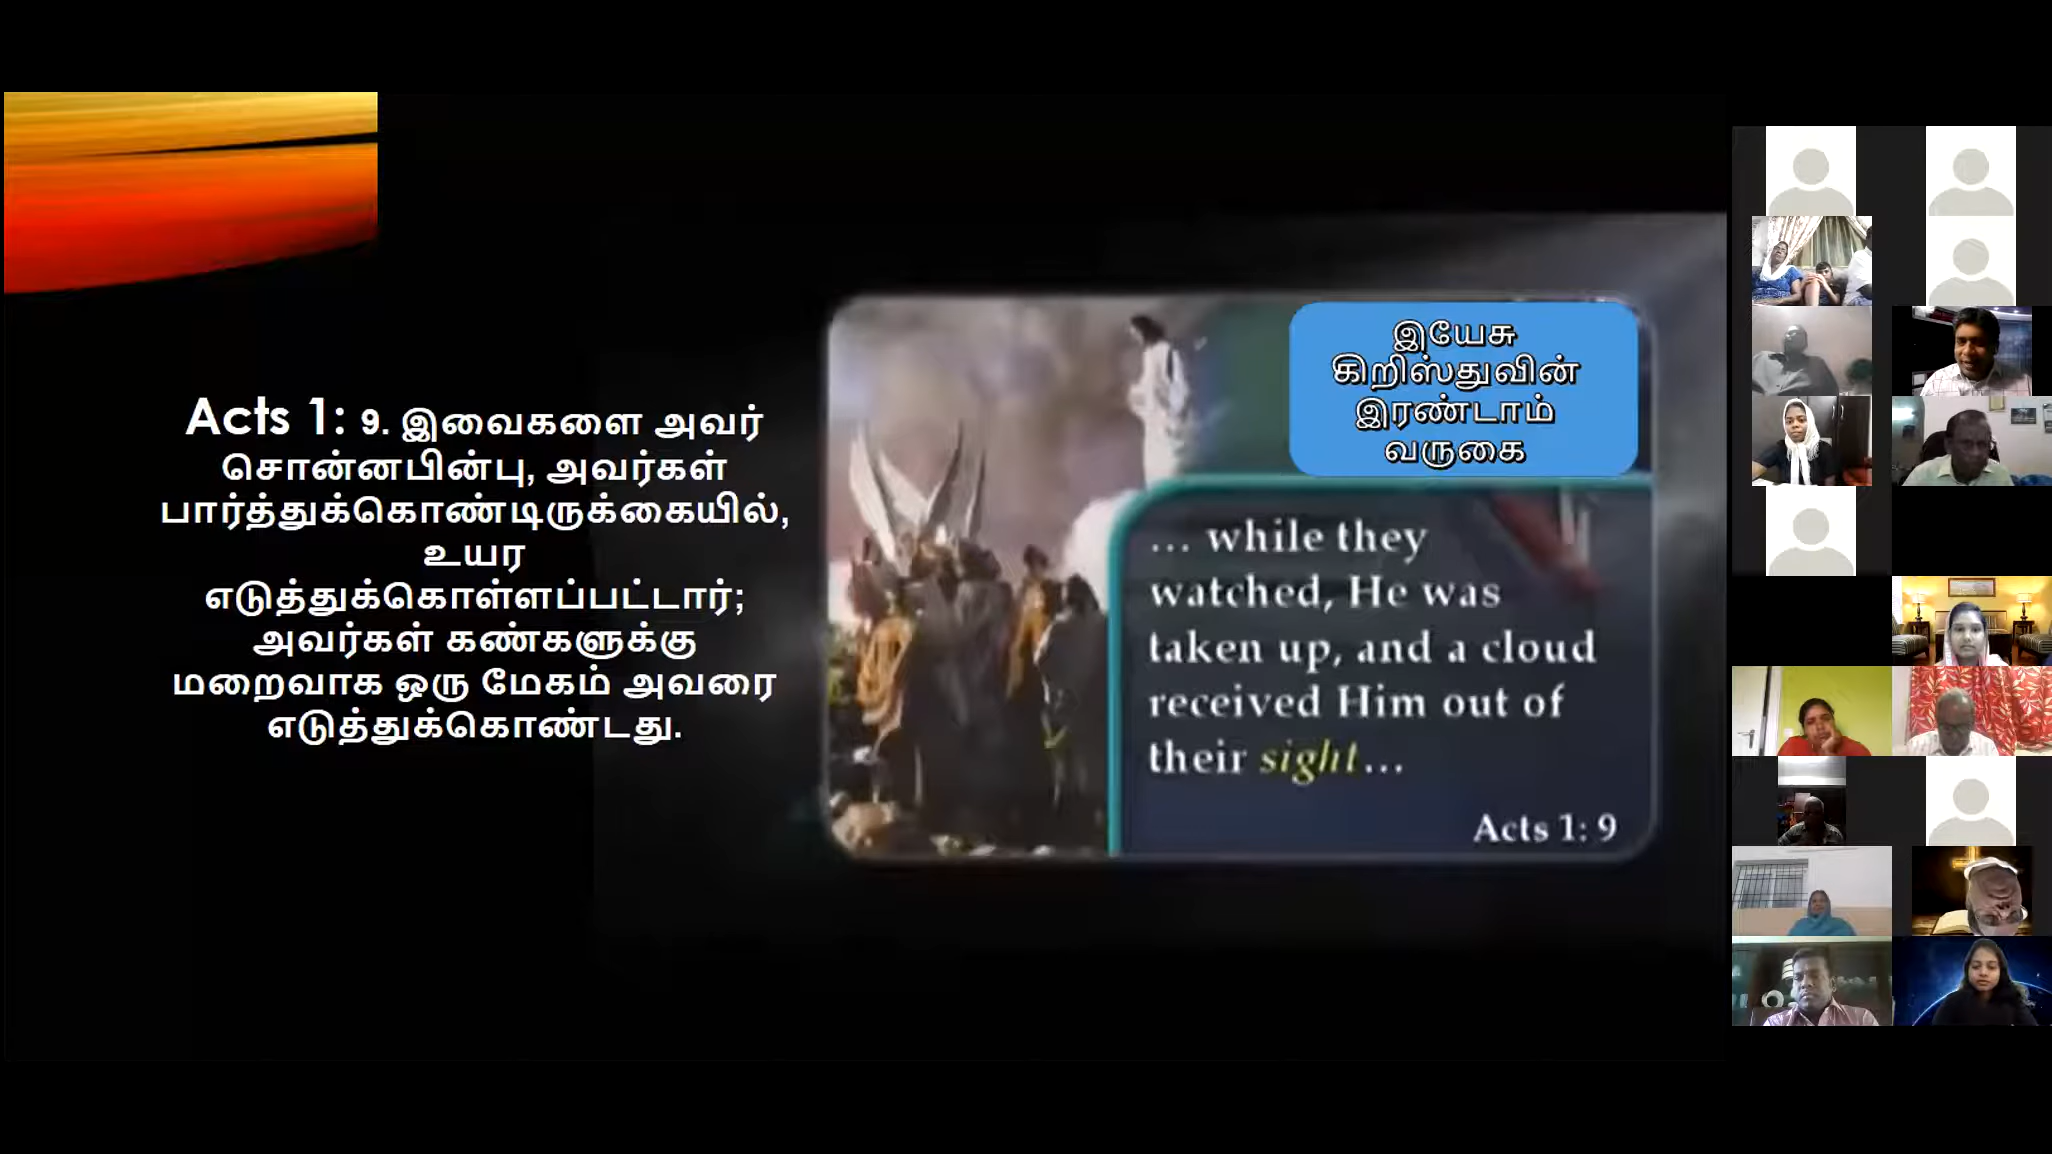 Acts 1: 9. இவைகளை அவர்
சொன்னபின்பு, அவர்கள்
பார்த்துக்கொண்டிருக்கையில்,
உயர
எடுத்துக்கொள்ளப்பட்டார்;
அவர்கள் கண்களுக்கு
மறைவாக ஒரு மேகம் அவரை
எடுத்துக்கொண்டது.
இயேசு
கிறிஸ்துவின்
இரண்டாம்
வருகை
... while they
watched, He was
taken up, and a cloud
received Him out of
their sight...
Acts 1: 9